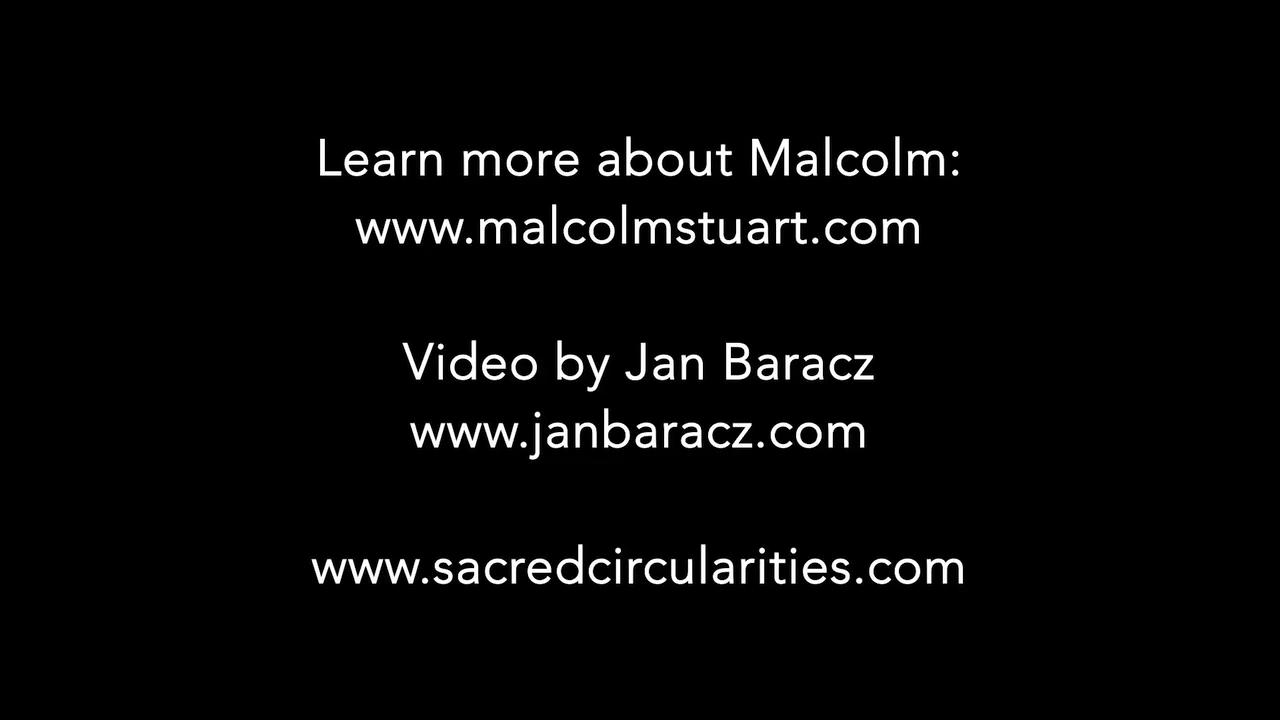 Learn more about Malcolm:
www.malcolmstuart.com
Video by Jan Baracz
www.janbaracz.com
www.sacredcircularities.com